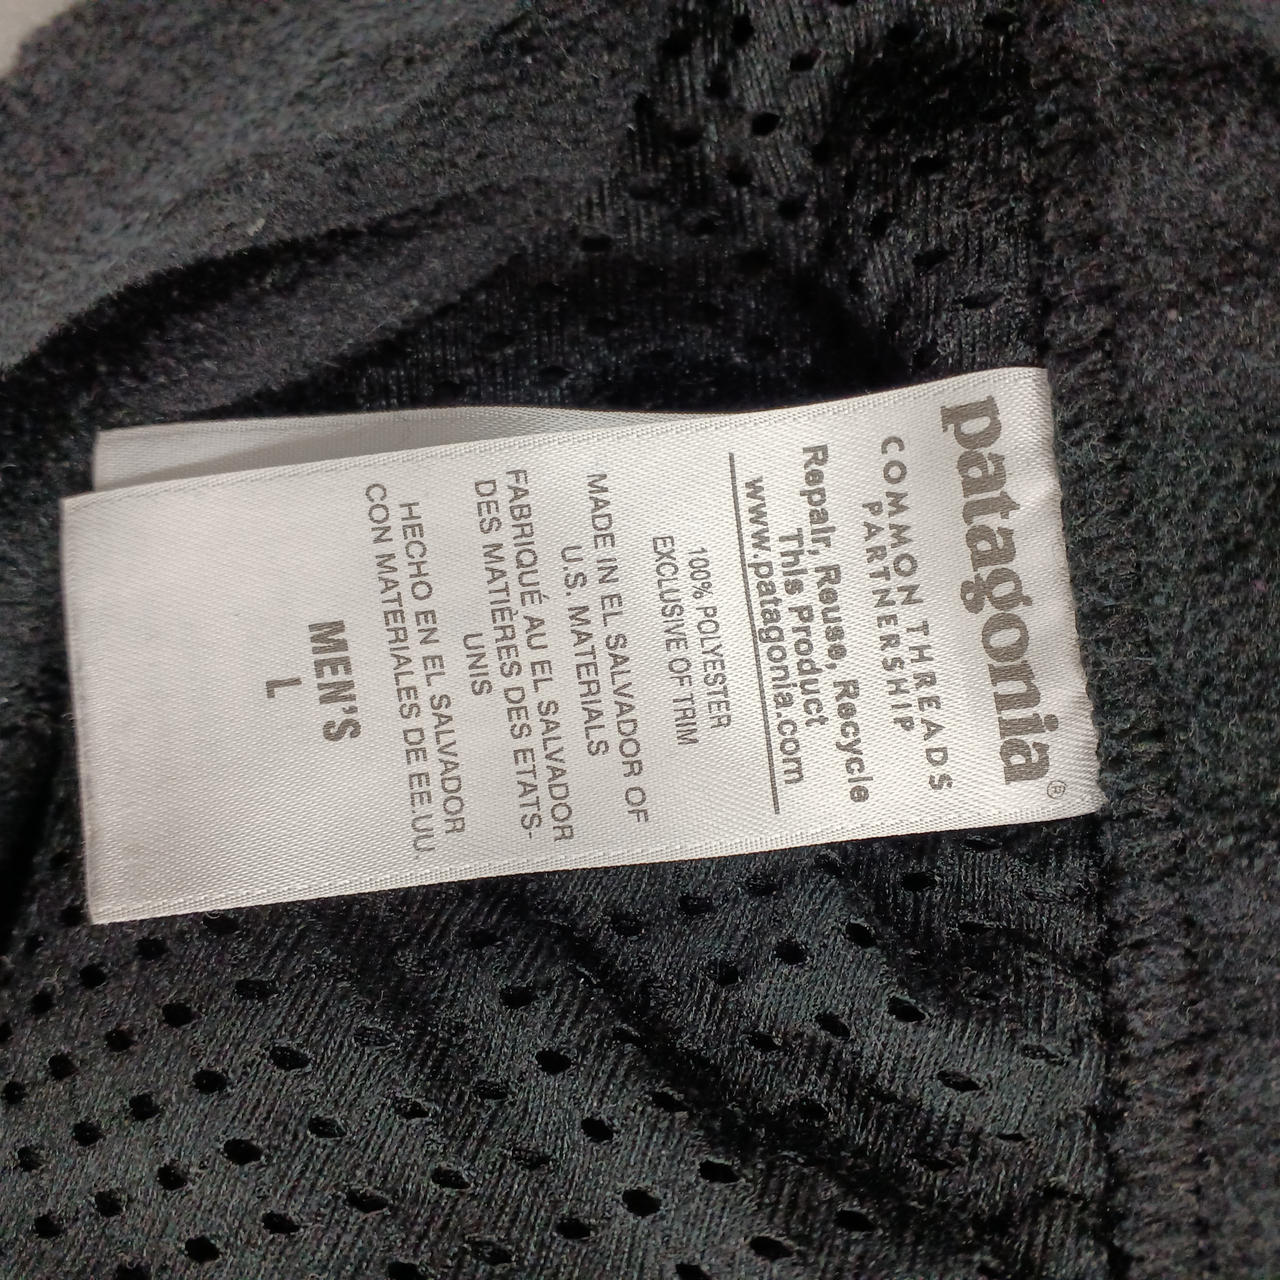 patagonia®
COMMON THREADS
PARTNERSHIP
Repair, Reuse, Recycle
This Product
www.patagonia.com
100% POLYESTER
EXCLUSIVE OF TRIM
MADE IN EL SALVADOR OF
U.S. MATERIALS
FABRIQUÉ AU EL SALVADOR
DES MATIÈRES DES ETATS-
UNIS
HECHO EN EL SALVADOR
CON MATERIALES DE EE.UU.
MEN'S
L